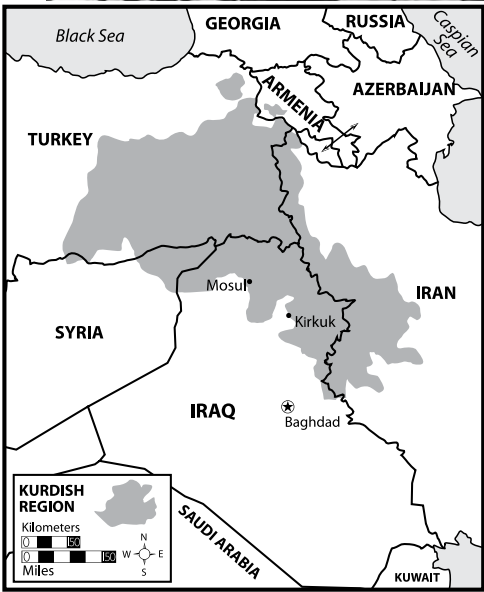 GEORGIA
RUSSIA
Black Sea
Caspian
Sea
ARMENIA
AZERBAIJAN
TURKEY
Mosul
IRAN
Kirkuk
SYRIA
IRAQ
Baghdad
KURDISH
REGION
Kilometers
0 150
0 150
Miles
N
W E
S
SAUDI ARABIA
KUWAIT